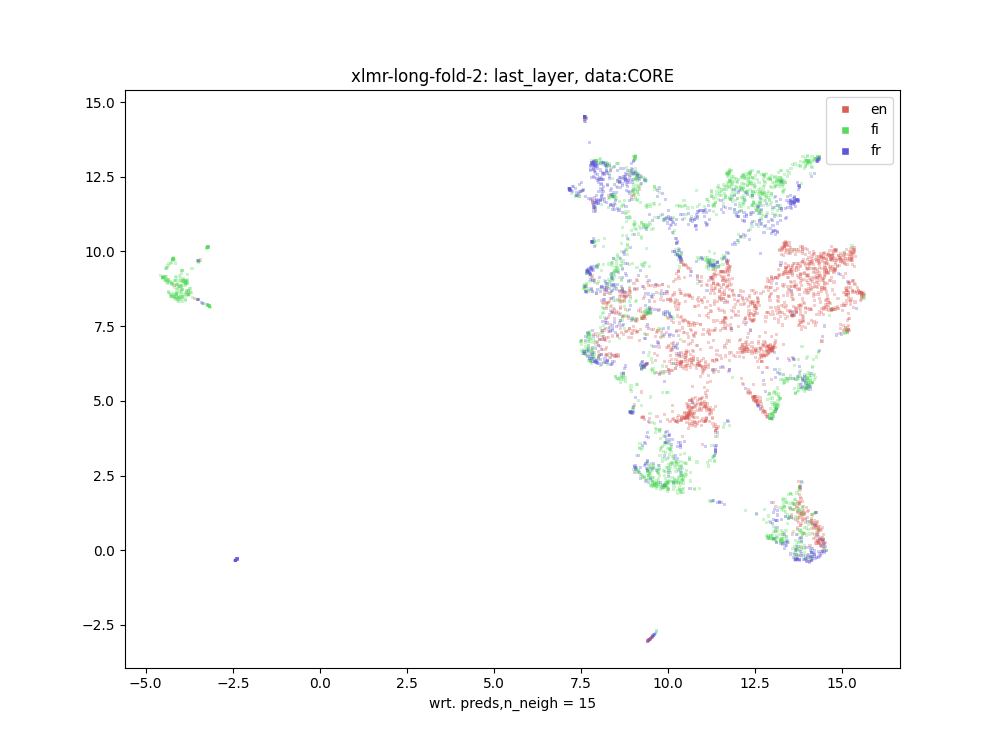 xlmr-long-fold-2: last_layer, data:CORE
en
fi
fr
15.0
12.5
10.0
7.5
5.0
2.5
0.0
−2.5
−5.0 −2.5 0.0 2.5 5.0 7.5 10.0 12.5 15.0
wrt. preds,n_neigh = 15